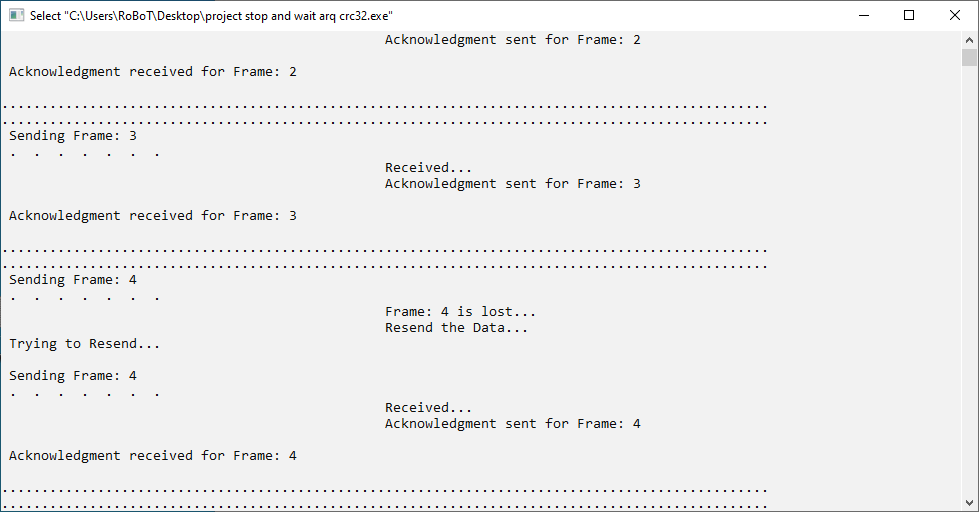 Select "C:\Users\RoBoT\Desktop\project stop and wait arq crc32.exe"
Acknowledgment sent for Frame: 2
Acknowledgment received for Frame: 2
................................................................................................
................................................................................................
Sending Frame: 3
. . . . . . .
Received...
Acknowledgment sent for Frame: 3
Acknowledgment received for Frame: 3
................................................................................................
................................................................................................
Sending Frame: 4
. . . . . . .
Frame: 4 is lost...
Resend the Data...
Trying to Resend...
Sending Frame: 4
. . . . . . .
Received...
Acknowledgment sent for Frame: 4
Acknowledgment received for Frame: 4
................................................................................................
................................................................................................